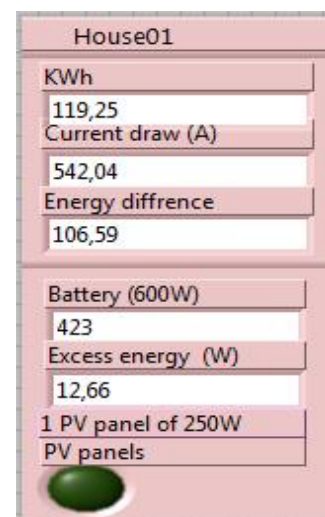 House01
KWh
119,25
Current draw (A)
542,04
Energy diffrence
106,59
Battery (600W)
423
Excess energy (W)
12,66
1 PV panel of 250W
PV panels